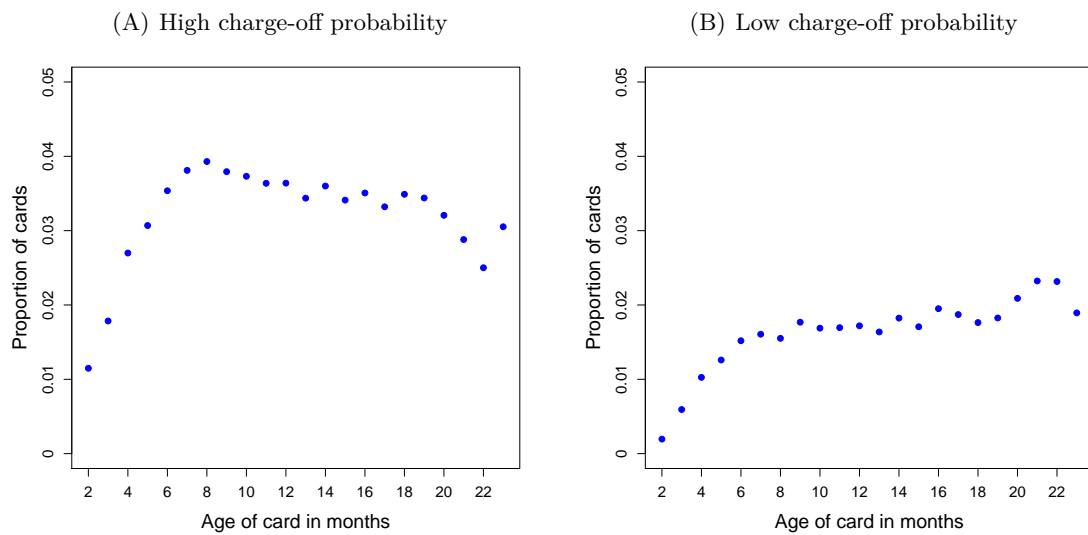 (A) High charge-off probability
Proportion of cards
0.05
0.04
0.03
0.02
0.01
0
2 4 6 8 10 12 14 16 18 20 22
Age of card in months
(B) Low charge-off probability
Proportion of cards
0.05
0.04
0.03
0.02
0.01
0
2 4 6 8 10 12 14 16 18 20 22
Age of card in months